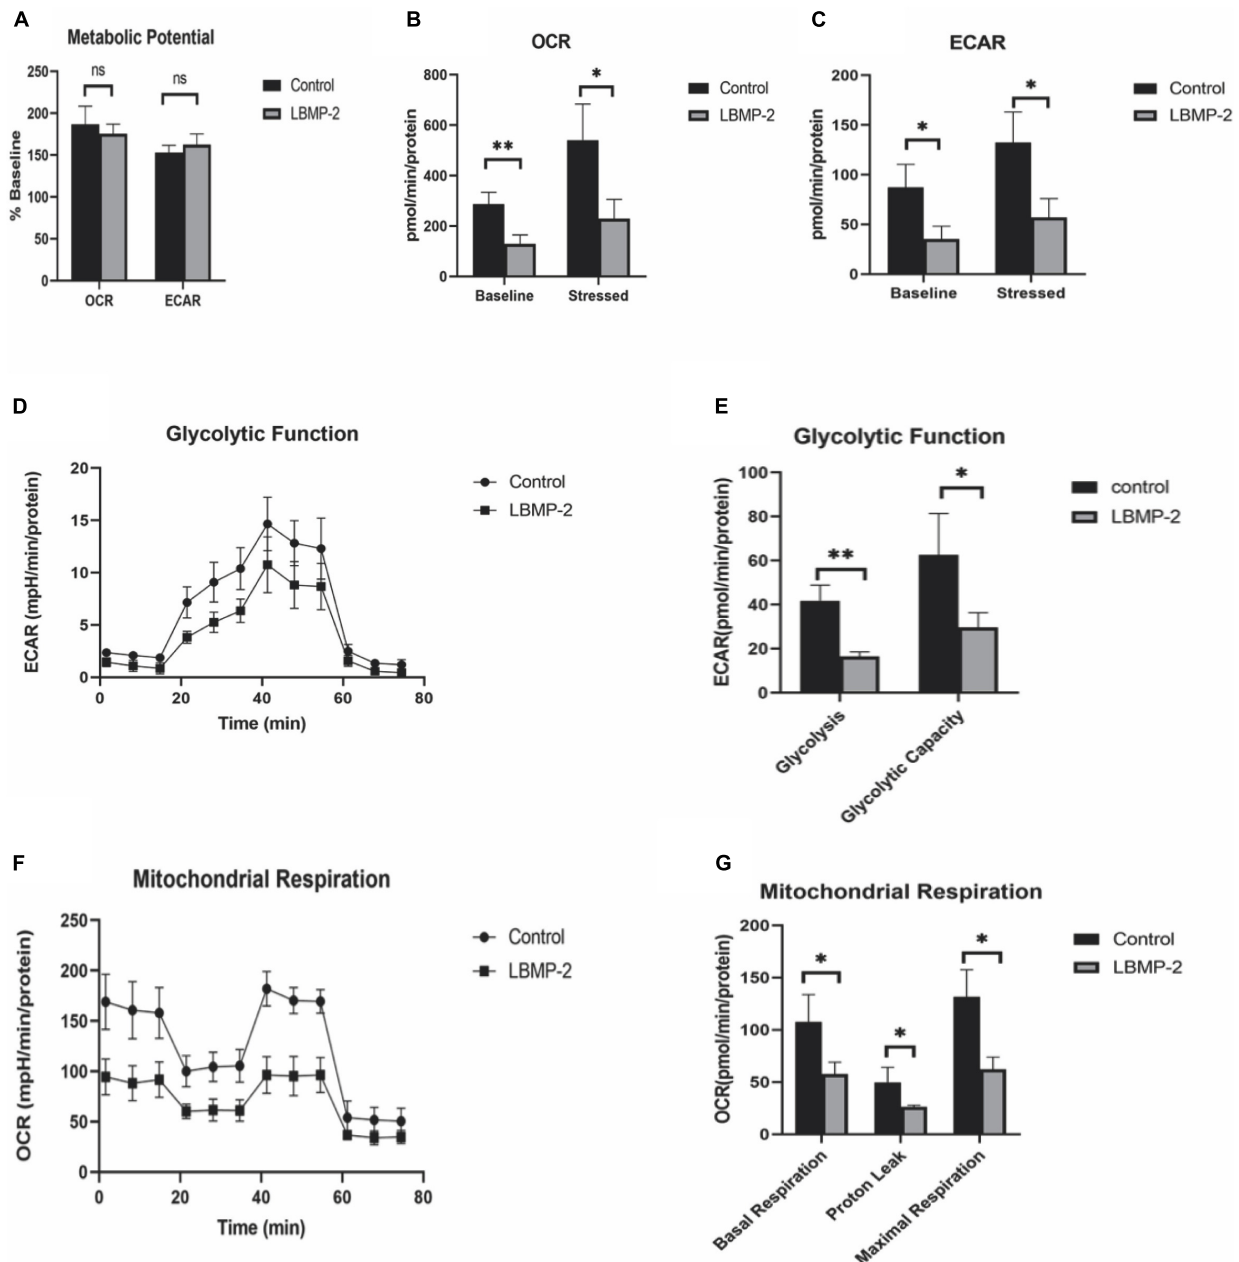 A
Metabolic Potential
% Baseline
250
200
150
100
50
0
ns
ns
OCR
ECAR
Control
LBMP-2
B
OCR
pmol/min/protein
800
600
400
200
0
**
*
Baseline
Stressed
Control
LBMP-2
C
ECAR
pmol/min/protein
200
150
100
50
0
*
*
Baseline
Stressed
Control
LBMP-2
D
Glycolytic Function
ECAR (mpH/min/protein)
20
15
10
5
0
0 20 40 60 80
Time (min)
Control
LBMP-2
E
Glycolytic Function
ECAR(pmol/min/protein)
100
80
60
40
20
0
**
*
Glycolysis
Glycolytic Capacity
control
LBMP-2
F
Mitochondrial Respiration
OCR (mpH/min/protein)
250
200
150
100
50
0
0 20 40 60 80
Time (min)
Control
LBMP-2
G
Mitochondrial Respiration
OCR(pmol/min/protein)
200
150
100
50
0
*
*
*
Basal Respiration
Proton Leak
Maximal Respiration
Control
LBMP-2